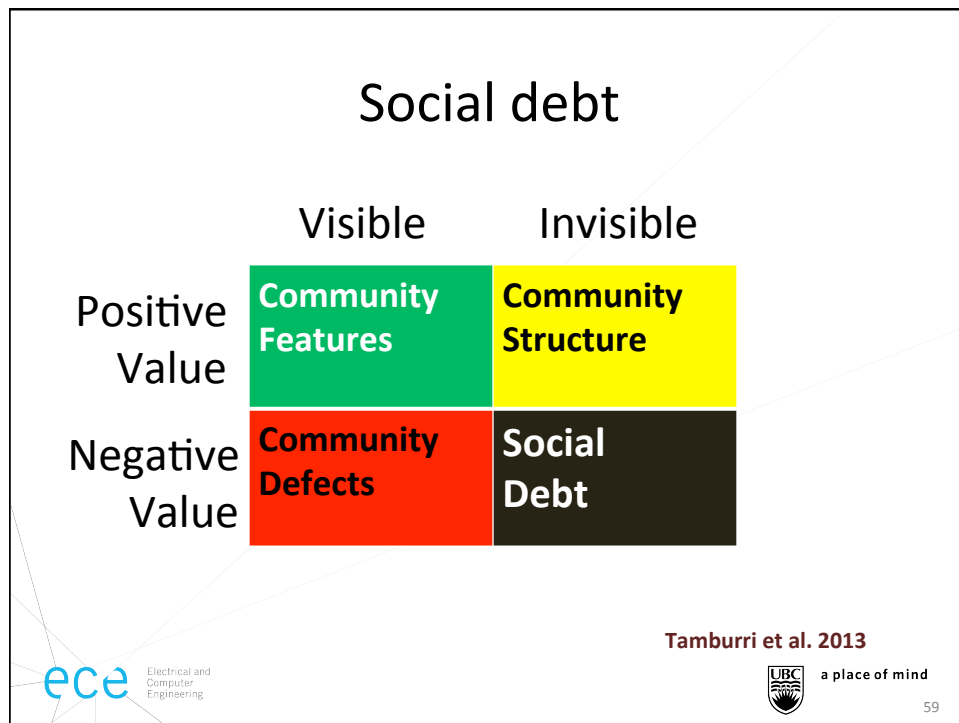 Social debt
Visible Invisible
Positive
Value
Community
Features
Community
Structure
Negative
Value
Community
Defects
Social
Debt
Tamburri et al. 2013
ece
Electrical and
Computer
Engineering
UBC
a place of mind
59